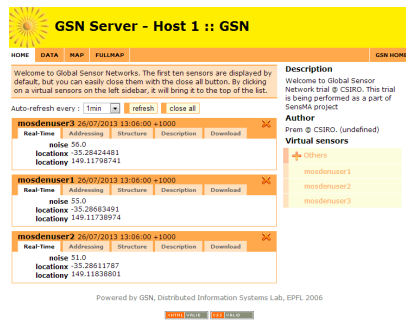 GSN Server - Host 1 :: GSN
HOME DATA MAP FULLMAP GSN HOME
Welcome to Global Sensor Networks. The first ten sensors are displayed by
default, but you can easily close them with the close all button. By clicking
on a virtual sensors on the left sidebar, it will bring it to the top of the list.
Auto-refresh every : 1min refresh close all
mosdenuser3 26/07/2013 13:06:00 +1000
Real-Time Addressing Structure Description Download
noise 56.0
locationx -35.28424481
locationy 149.11798741
mosdenuser1 26/07/2013 13:06:00 +1000
Real-Time Addressing Structure Description Download
noise 55.0
locationx -35.28683491
locationy 149.11738974
mosdenuser2 26/07/2013 13:06:00 +1000
Real-Time Addressing Structure Description Download
noise 51.0
locationx -35.28611787
locationy 149.11838801
Description
Welcome to Global Sensor
Network trial @ CSIRO. This trial
is being performed as a part of
SensMA project
Author
Prem @ CSIRO. (undefined)
Virtual sensors
Others
mosdenuser1
mosdenuser2
mosdenuser3
Powered by GSN, Distributed Information Systems Lab, EPFL 2006
XHTML VALID CSS VALID